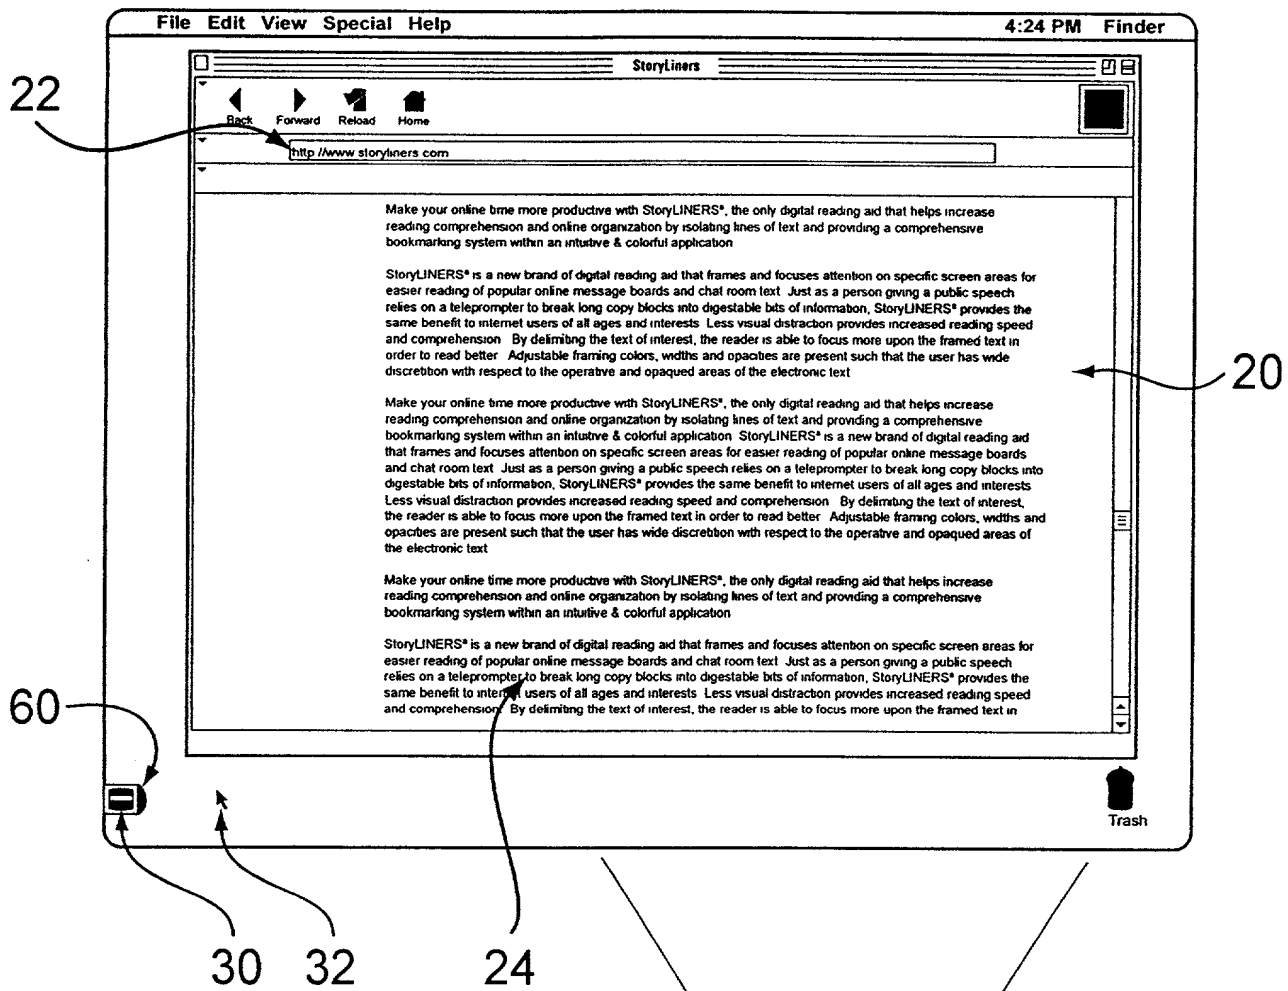 File Edit View Special Help 4:24 PM Finder
StoryLiners
22
Back Forward Reload Home
http //www storyliners com
Make your online time more productive with StoryLINERS®, the only digital reading aid that helps increase
reading comprehension and online organization by isolating lines of text and providing a comprehensive
bookmarking system within an intuitive & colorful application
StoryLINERS® is a new brand of digital reading aid that frames and focuses attention on specific screen areas for
easier reading of popular online message boards and chat room text Just as a person giving a public speech
relies on a teleprompter to break long copy blocks into digestable bits of information, StoryLINERS® provides the
same benefit to internet users of all ages and interests Less visual distraction provides increased reading speed
and comprehension By delimiting the text of interest, the reader is able to focus more upon the framed text in
order to read better Adjustable framing colors, widths and opacities are present such that the user has wide
discretition with respect to the operative and opaqued areas of the electronic text
20
Make your online time more productive with StoryLINERS®, the only digital reading aid that helps increase
reading comprehension and online organization by isolating lines of text and providing a comprehensive
bookmarking system within an intuitive & colorful application StoryLINERS® is a new brand of digital reading aid
that frames and focuses attention on specific screen areas for easier reading of popular online message boards
and chat room text Just as a person giving a public speech relies on a teleprompter to break long copy blocks into
digestable bits of information, StoryLINERS® provides the same benefit to internet users of all ages and interests
Less visual distraction provides increased reading speed and comprehension By delimiting the text of interest,
the reader is able to focus more upon the framed text in order to read better Adjustable framing colors, widths and
opacities are present such that the user has wide discretition with respect to the operative and opaqued areas of
the electronic text
Make your online time more productive with StoryLINERS®, the only digital reading aid that helps increase
reading comprehension and online organization by isolating lines of text and providing a comprehensive
bookmarking system within an intuitive & colorful application
StoryLINERS® is a new brand of digital reading aid that frames and focuses attention on specific screen areas for
easier reading of popular online message boards and chat room text Just as a person giving a public speech
relies on a teleprompter to break long copy blocks into digestable bits of information, StoryLINERS® provides the
same benefit to internet users of all ages and interests Less visual distraction provides increased reading speed
and comprehension By delimiting the text of interest, the reader is able to focus more upon the framed text in
60
Trash
30 32 24